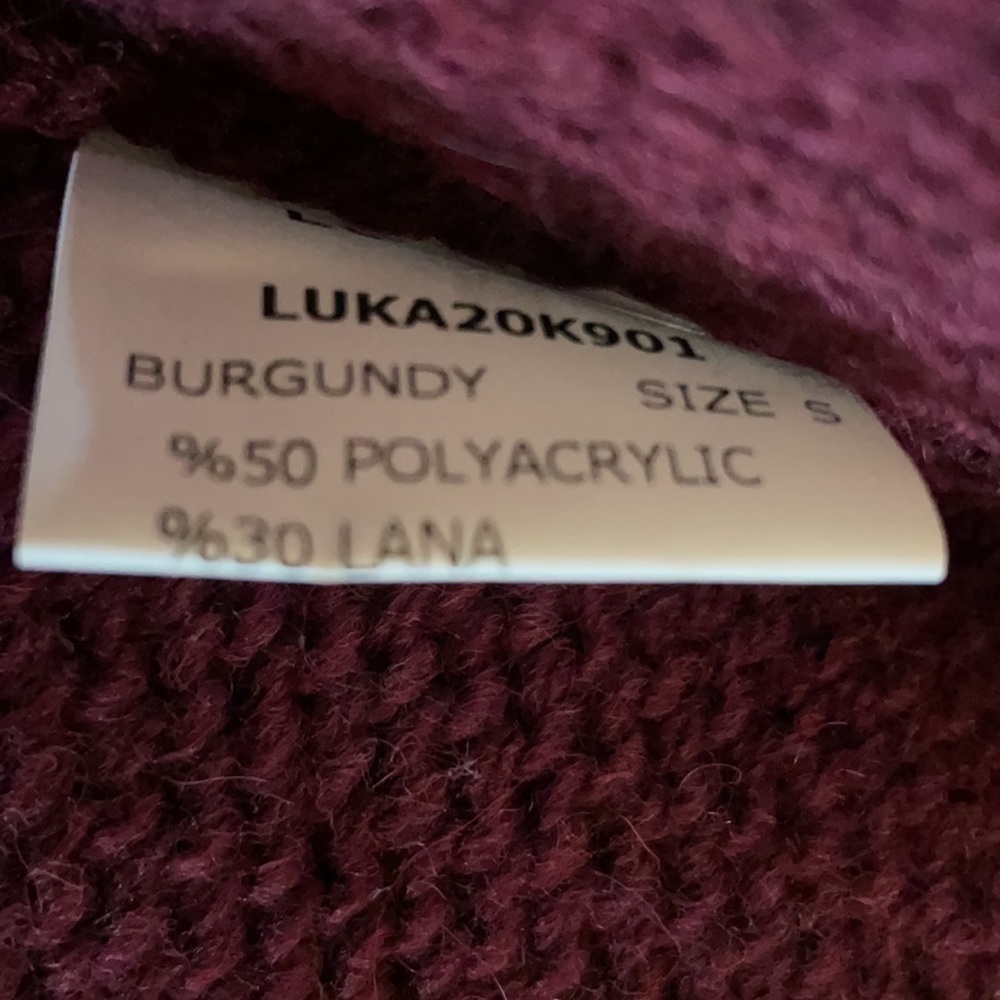 LUKA20K901
BURGUNDY SIZE S
%50 POLYACRYLIC
%30 LANA